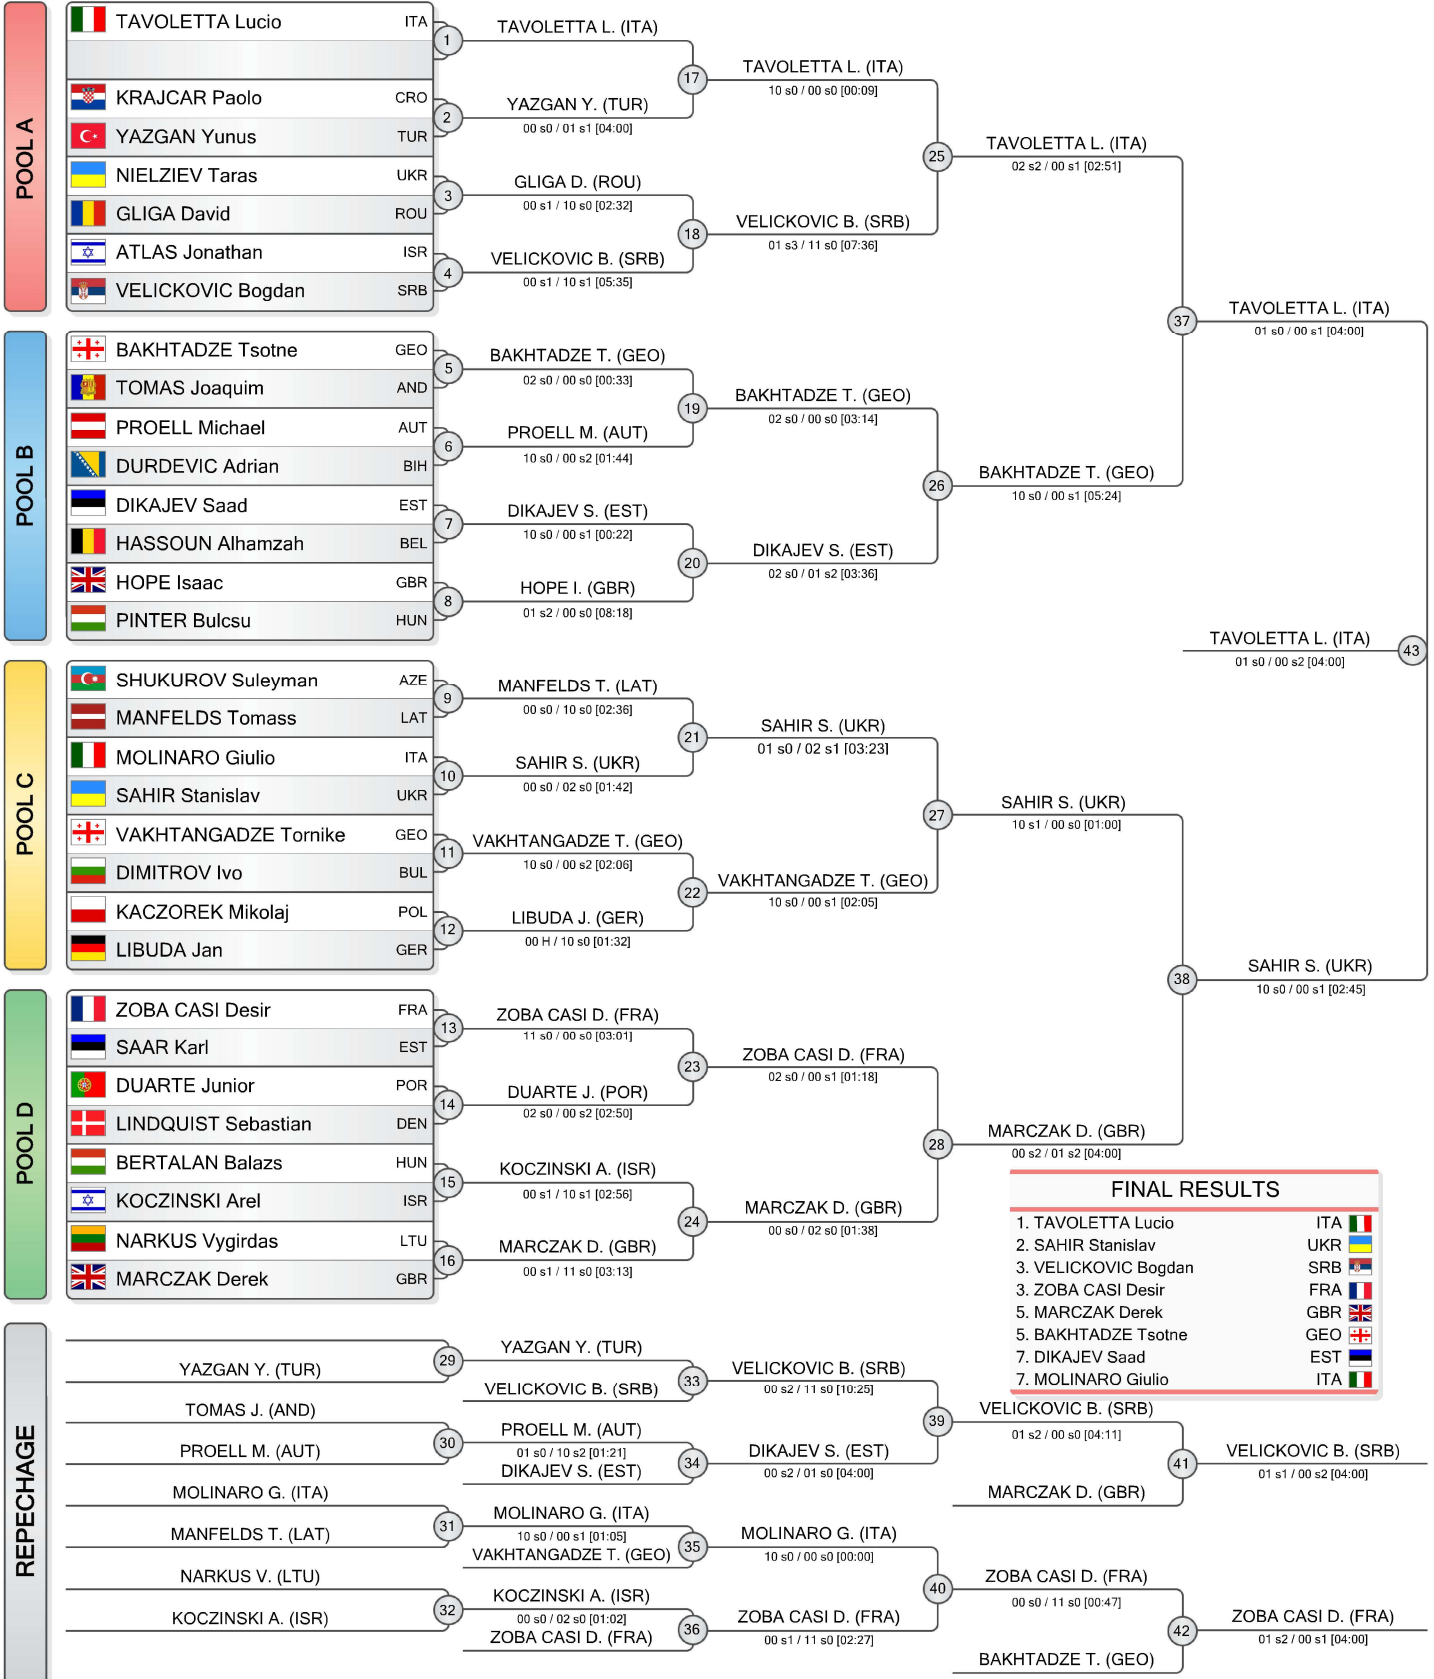 POOL A
TAVOLETTA Lucio ITA
KRAJCAR Paolo CRO
YAZGAN Yunus TUR
NIELZIEV Taras UKR
GLIGA David ROU
ATLAS Jonathan ISR
VELICKOVIC Bogdan SRB
1
TAVOLETTA L. (ITA)
2
YAZGAN Y. (TUR)
00 s0 / 01 s1 [04:00]
3
GLIGA D. (ROU)
00 s1 / 10 s0 [02:32]
4
VELICKOVIC B. (SRB)
00 s1 / 10 s1 [05:35]
17
TAVOLETTA L. (ITA)
10 s0 / 00 s0 [00:09]
18
VELICKOVIC B. (SRB)
01 s3 / 11 s0 [07:36]
25
TAVOLETTA L. (ITA)
02 s2 / 00 s1 [02:51]
POOL B
BAKHTADZE Tsotne GEO
TOMAS Joaquim AND
PROELL Michael AUT
DURDEVIC Adrian BIH
DIKAJEV Saad EST
HASSOUN Alhamzah BEL
HOPE Isaac GBR
PINTER Bulcsu HUN
5
BAKHTADZE T. (GEO)
02 s0 / 00 s0 [00:33]
6
PROELL M. (AUT)
10 s0 / 00 s2 [01:44]
7
DIKAJEV S. (EST)
10 s0 / 00 s1 [00:22]
8
HOPE I. (GBR)
01 s2 / 00 s0 [08:18]
19
BAKHTADZE T. (GEO)
02 s0 / 00 s0 [03:14]
20
DIKAJEV S. (EST)
02 s0 / 01 s2 [03:36]
26
BAKHTADZE T. (GEO)
10 s0 / 00 s1 [05:24]
37
TAVOLETTA L. (ITA)
01 s0 / 00 s1 [04:00]
TAVOLETTA L. (ITA)
43
01 s0 / 00 s2 [04:00]
POOL C
SHUKUROV Suleyman AZE
MANFELDS Tomass LAT
MOLINARO Giulio ITA
SAHIR Stanislav UKR
VAKHTANGADZE Tornike GEO
DIMITROV Ivo BUL
KACZOREK Mikolaj POL
LIBUDA Jan GER
9
MANFELDS T. (LAT)
00 s0 / 10 s0 [02:36]
10
SAHIR S. (UKR)
00 s0 / 02 s0 [01:42]
11
VAKHTANGADZE T. (GEO)
10 s0 / 00 s2 [02:06]
12
LIBUDA J. (GER)
00 H / 10 s0 [01:32]
21
SAHIR S. (UKR)
01 s0 / 02 s1 [03:23]
22
VAKHTANGADZE T. (GEO)
10 s0 / 00 s1 [02:05]
27
SAHIR S. (UKR)
10 s1 / 00 s0 [01:00]
38
SAHIR S. (UKR)
10 s0 / 00 s1 [02:45]
POOL D
ZOBA CASI Desir FRA
SAAR Karl EST
DUARTE Junior POR
LINDQUIST Sebastian DEN
BERTALAN Balazs HUN
KOCZINSKI Arel ISR
NARKUS Vygirdas LTU
MARCZAK Derek GBR
13
ZOBA CASI D. (FRA)
11 s0 / 00 s0 [03:01]
14
DUARTE J. (POR)
02 s0 / 00 s2 [02:50]
15
KOCZINSKI A. (ISR)
00 s1 / 10 s1 [02:56]
16
MARCZAK D. (GBR)
00 s1 / 11 s0 [03:13]
23
ZOBA CASI D. (FRA)
02 s0 / 00 s1 [01:18]
24
MARCZAK D. (GBR)
00 s0 / 02 s0 [01:38]
28
MARCZAK D. (GBR)
00 s2 / 01 s2 [04:00]
FINAL RESULTS
1. TAVOLETTA Lucio ITA
2. SAHIR Stanislav UKR
3. VELICKOVIC Bogdan SRB
3. ZOBA CASI Desir FRA
5. MARCZAK Derek GBR
5. BAKHTADZE Tsotne GEO
7. DIKAJEV Saad EST
7. MOLINARO Giulio ITA
REPECHAGE
YAZGAN Y. (TUR)
TOMAS J. (AND)
PROELL M. (AUT)
MOLINARO G. (ITA)
MANFELDS T. (LAT)
NARKUS V. (LTU)
KOCZINSKI A. (ISR)
29
YAZGAN Y. (TUR)
VELICKOVIC B. (SRB)
30
PROELL M. (AUT)
01 s0 / 10 s2 [01:21]
DIKAJEV S. (EST)
31
MOLINARO G. (ITA)
10 s0 / 00 s1 [01:05]
VAKHTANGADZE T. (GEO)
32
KOCZINSKI A. (ISR)
00 s0 / 02 s0 [01:02]
ZOBA CASI D. (FRA)
33
VELICKOVIC B. (SRB)
00 s2 / 11 s0 [10:25]
34
DIKAJEV S. (EST)
00 s2 / 01 s0 [04:00]
35
MOLINARO G. (ITA)
10 s0 / 00 s0 [00:00]
36
ZOBA CASI D. (FRA)
00 s1 / 11 s0 [02:27]
39
VELICKOVIC B. (SRB)
01 s2 / 00 s0 [04:11]
MARCZAK D. (GBR)
40
ZOBA CASI D. (FRA)
00 s0 / 11 s0 [00:47]
BAKHTADZE T. (GEO)
41
VELICKOVIC B. (SRB)
01 s1 / 00 s2 [04:00]
42
ZOBA CASI D. (FRA)
01 s2 / 00 s1 [04:00]